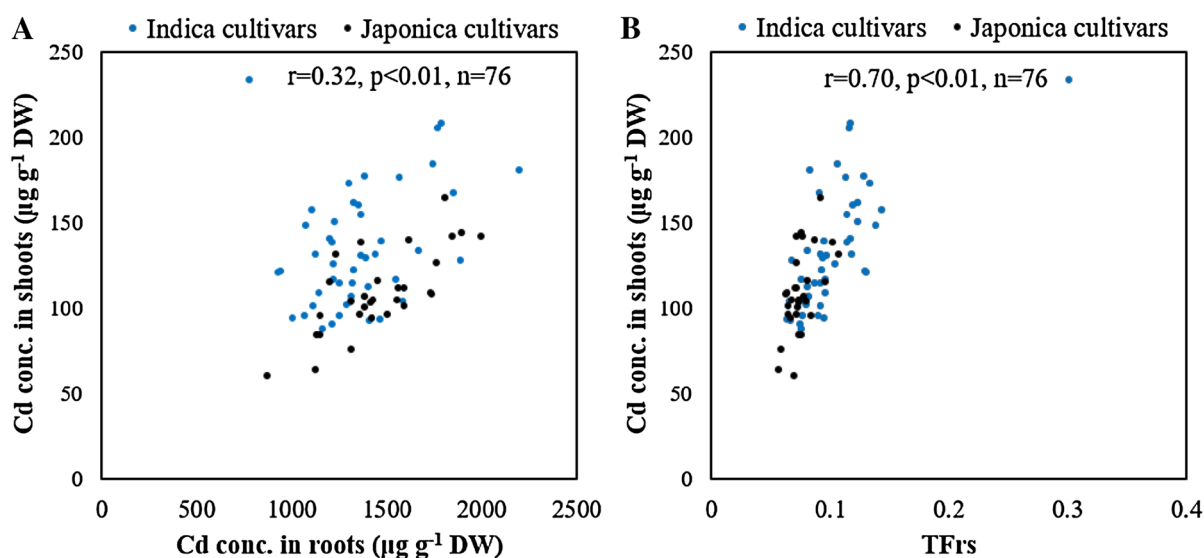 A
Indica cultivars Japonica cultivars
250
200
150
100
50
0
Cd conc. in shoots (µg g⁻¹ DW)
r=0.32, p<0.01, n=76
0 500 1000 1500 2000 2500
Cd conc. in roots (µg g⁻¹ DW)
B
Indica cultivars Japonica cultivars
250
200
150
100
50
0
Cd conc. in shoots (µg g⁻¹ DW)
r=0.70, p<0.01, n=76
0 0.1 0.2 0.3 0.4
TFrs